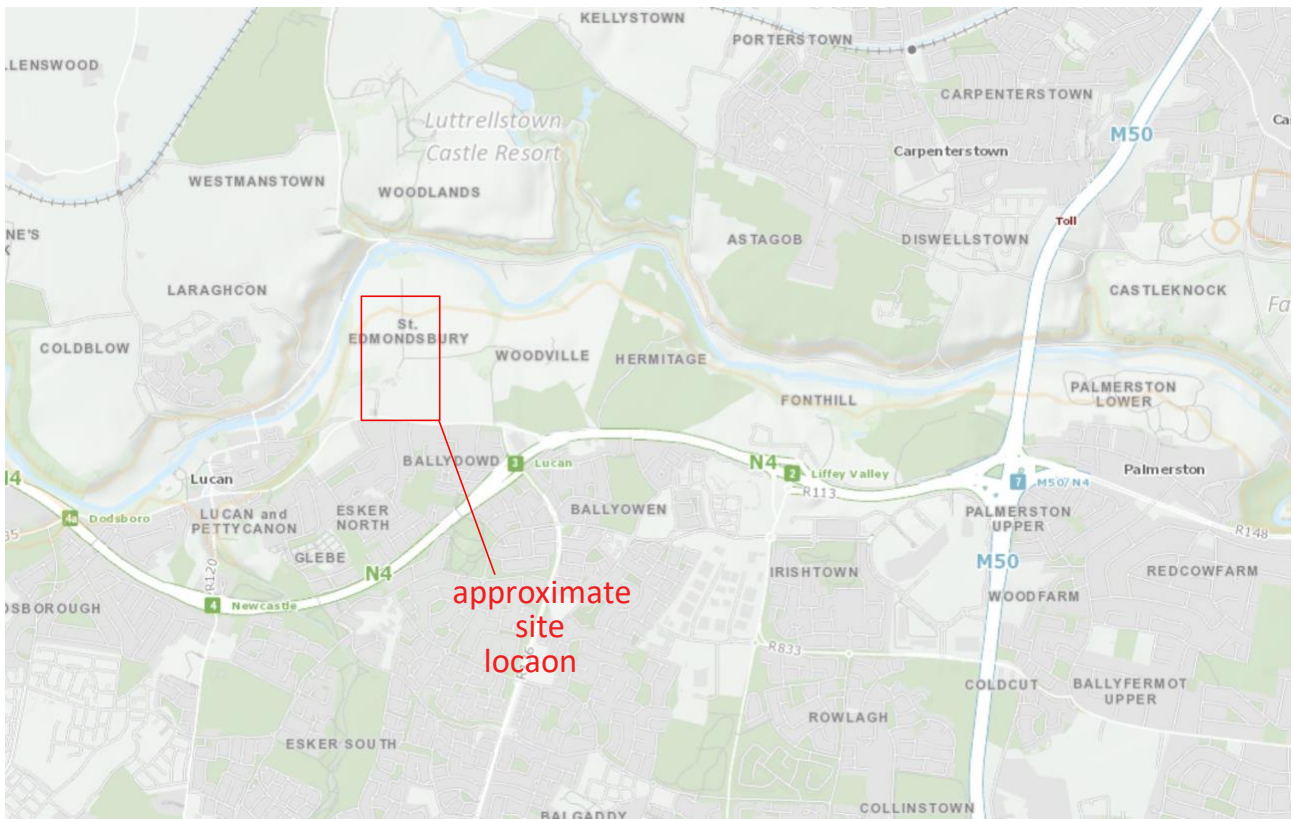 KELLYSTOWN
PORTERSTOWN
LLENSWOOD
CARPENTERSTOWN
Luttrellstown
Castle Resort
M50
Ca
Carpenterstown
WESTMANSTOWN
WOODLANDS
Toll
NE'S
K
ASTAGOB
DISWELLSTOWN
LARAGHCON
CASTLEKNOCK
Fa
St.
EDMONDSBURY
COLDBLOW
WOODVILLE
HERMITAGE
PALMERSTON
LOWER
FONTHILL
BALLYDOWD
3 Lucan
N4
2 Liffey Valley
Lucan
Palmerston
N4
7 M50/N4
R113
4a Dodsboro
LUCAN and
PETTYCANON
ESKER
NORTH
BALLYOWEN
PALMERSTON
UPPER
R148
35
GLEBE
N4
R120
M50
IRISHTOWN
REDCOWFARM
WOODFARM
DSBOROUGH
4 Newcastle
approximate
site
locaon
R833
COLDCUT
BALLYFERMOT
UPPER
ROWLAGH
ESKER SOUTH
COLLINSTOWN
BALGADDY